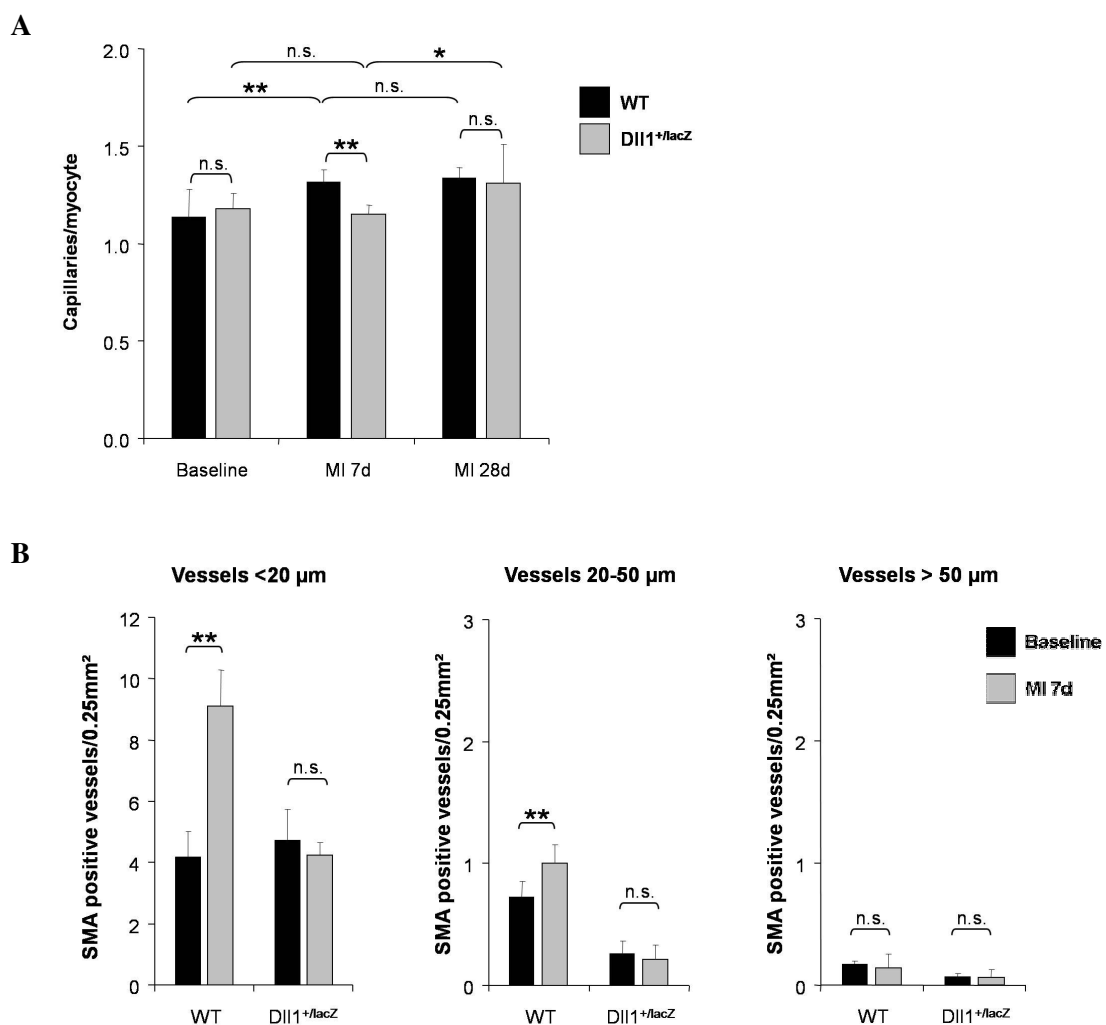 A
2.0
1.5
1.0
0.5
0.0
Capillaries/myocyte
n.s.
*
**
n.s.
n.s.
**
n.s.
WT
Dll1+/lacZ
Baseline
MI 7d
MI 28d
B
Vessels <20 µm
Vessels 20-50 µm
Vessels > 50 µm
SMA positive vessels/0.25mm²
12
10
8
6
4
2
0
**
n.s.
WT
Dll1+/lacZ
SMA positive vessels/0.25mm²
3
2
1
0
**
n.s.
WT
Dll1+/lacZ
SMA positive vessels/0.25mm²
3
2
1
0
n.s.
n.s.
WT
Dll1+/lacZ
Baseline
MI 7d